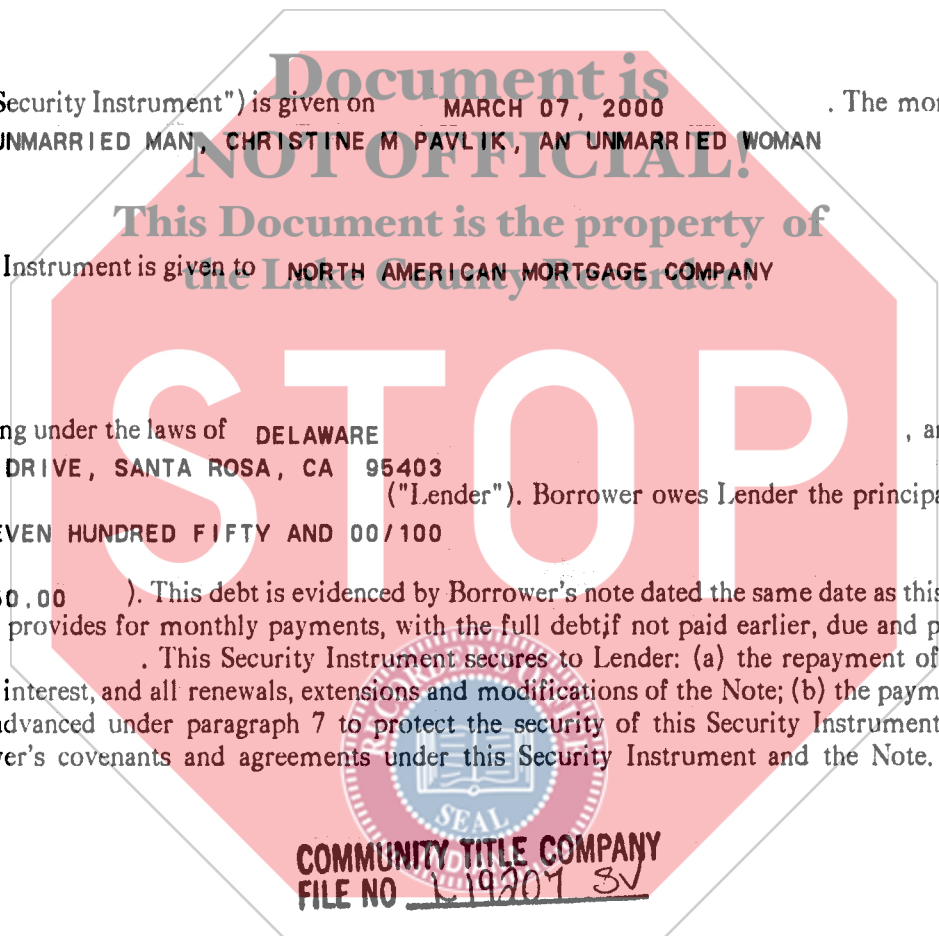 Document is
Security Instrument") is given on MARCH 07, 2000 . The mor
UNMARRIED MAN, CHRISTINE M PAVLIK, AN UNMARRIED WOMAN
NOT OFFICIAL!
This Document is the property of
Instrument is given to NORTH AMERICAN MORTGAGE COMPANY
the Lake County Recorder!
STOP
ng under the laws of DELAWARE , ar
DRIVE, SANTA ROSA, CA 95403
("Lender"). Borrower owes Lender the principa
EVEN HUNDRED FIFTY AND 00/100
50.00 ). This debt is evidenced by Borrower's note dated the same date as this
provides for monthly payments, with the full debt,if not paid earlier, due and p
. This Security Instrument secures to Lender: (a) the repayment of
interest, and all renewals, extensions and modifications of the Note; (b) the paym
dvanced under paragraph 7 to protect the security of this Security Instrument
ver's covenants and agreements under this Security Instrument and the Note.
SEAL
INDIANA
COMMUNITY TITLE COMPANY
FILE NO L19207 SV